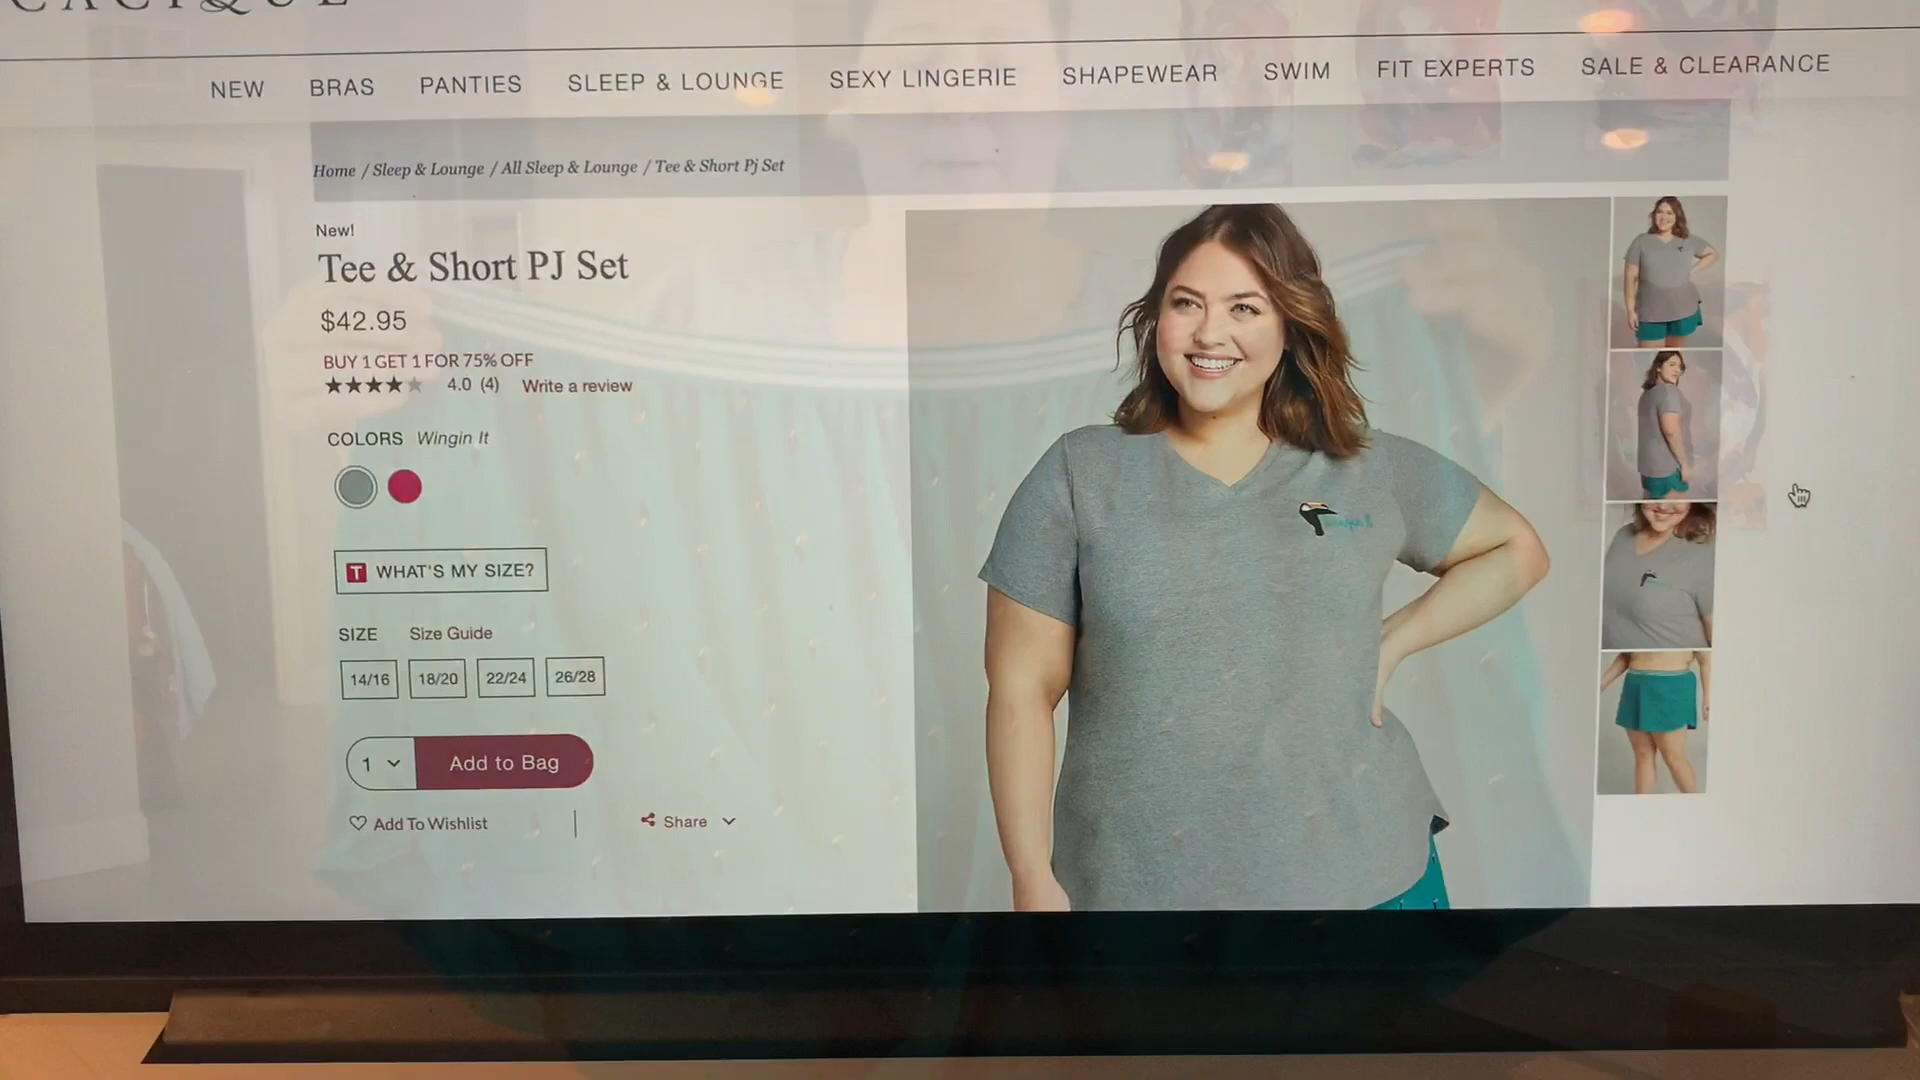 CACIQUE
NEW BRAS PANTIES SLEEP & LOUNGE SEXY LINGERIE SHAPEWEAR SWIM FIT EXPERTS SALE & CLEARANCE
Home / Sleep & Lounge / All Sleep & Lounge / Tee & Short Pj Set
New!
Tee & Short PJ Set
$42.95
BUY 1 GET 1 FOR 75% OFF
4.0 (4) Write a review
COLORS Wingin It
T WHAT'S MY SIZE?
SIZE Size Guide
14/16 18/20 22/24 26/28
1 Add to Bag
Add To Wishlist | Share